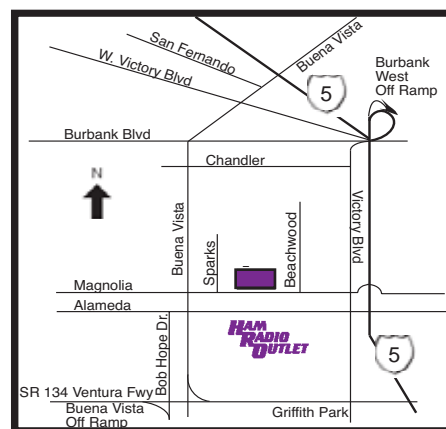 San Fernando
Buena Vista
W. Victory Blvd
5
Burbank
West
Off Ramp
Burbank Blvd
Chandler
N
Buena Vista
Sparks
Beachwood
Victory Blvd
Magnolia
Alameda
Bob Hope Dr.
HAM
RADIO
OUTLET
5
SR 134 Ventura Fwy
Buena Vista
Off Ramp
Griffith Park